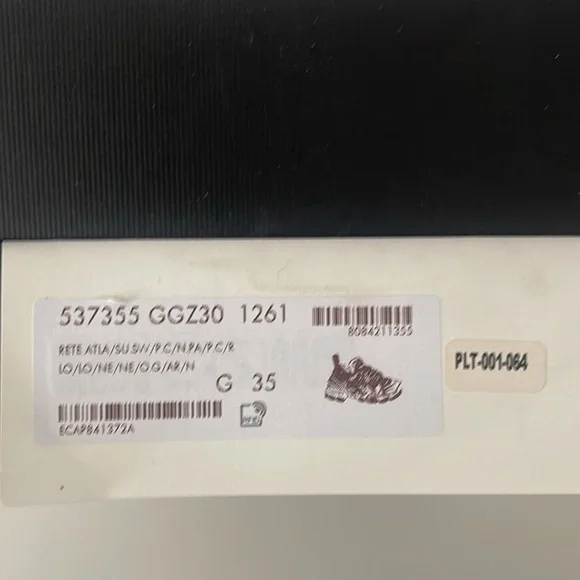 537355 GGZ30 1261
8084211355
RETE ATLA/SU.SW/P.C/N.PA/P.C/R
LO/LO/NE/NE/O.G/AR/N
G 35
ECAP841372A
PLT-001-064